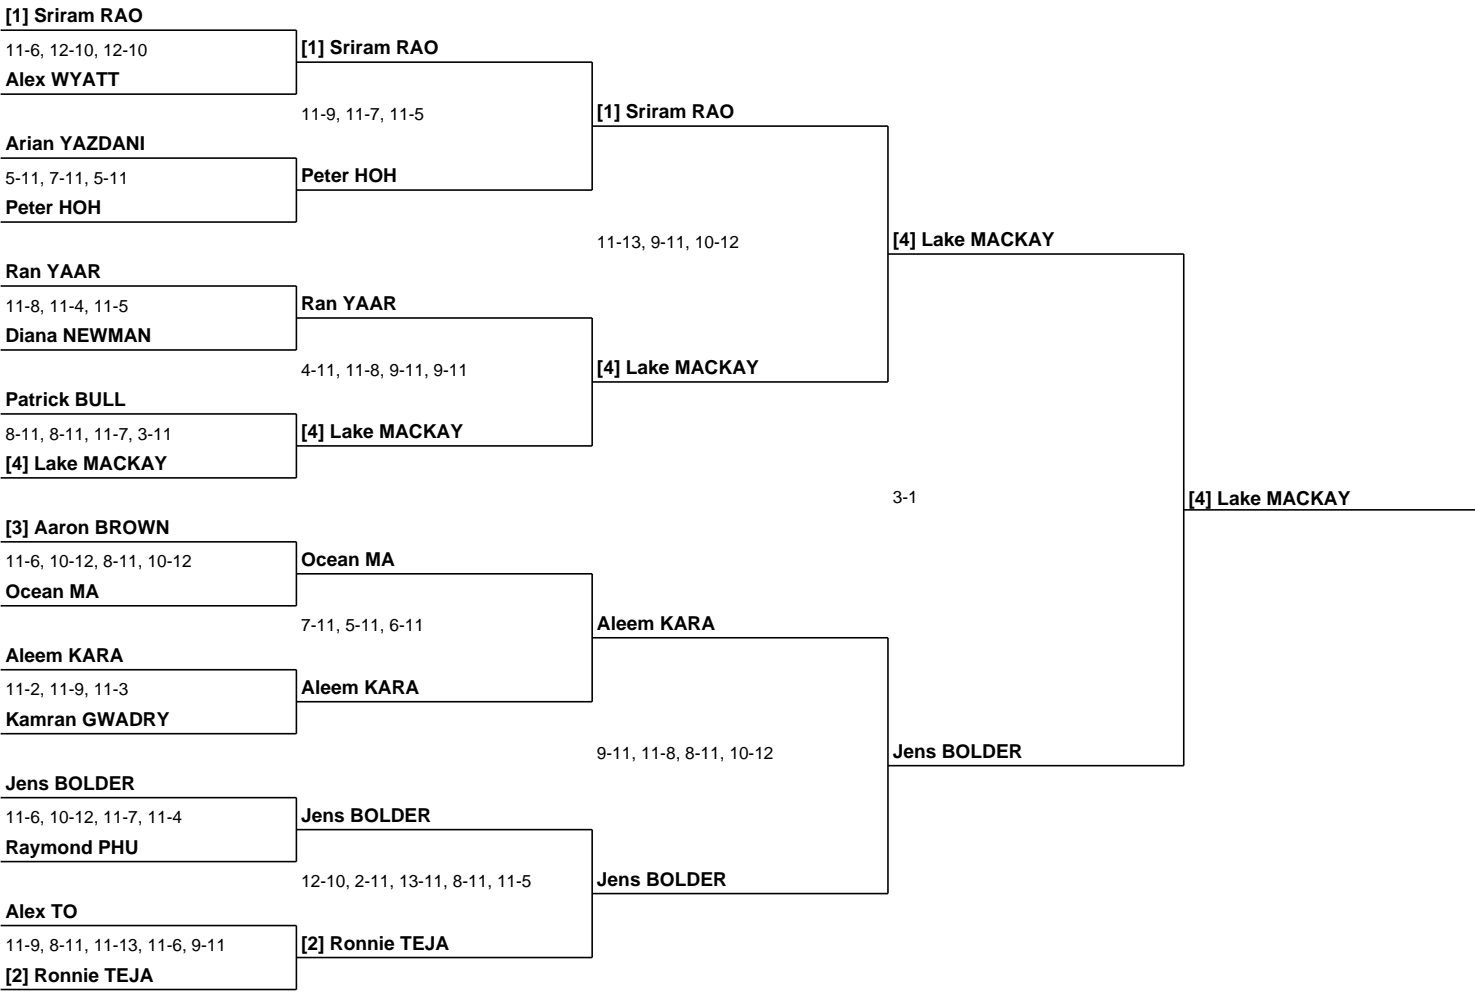 [1] Sriram RAO
11-6, 12-10, 12-10
Alex WYATT
Arian YAZDANI
5-11, 7-11, 5-11
Peter HOH
Ran YAAR
11-8, 11-4, 11-5
Diana NEWMAN
Patrick BULL
8-11, 8-11, 11-7, 3-11
[4] Lake MACKAY
[3] Aaron BROWN
11-6, 10-12, 8-11, 10-12
Ocean MA
Aleem KARA
11-2, 11-9, 11-3
Kamran GWADRY
Jens BOLDER
11-6, 10-12, 11-7, 11-4
Raymond PHU
Alex TO
11-9, 8-11, 11-13, 11-6, 9-11
[2] Ronnie TEJA
[1] Sriram RAO
11-9, 11-7, 11-5
Peter HOH
Ran YAAR
4-11, 11-8, 9-11, 9-11
[4] Lake MACKAY
Ocean MA
7-11, 5-11, 6-11
Aleem KARA
Jens BOLDER
12-10, 2-11, 13-11, 8-11, 11-5
[2] Ronnie TEJA
[1] Sriram RAO
11-13, 9-11, 10-12
[4] Lake MACKAY
Aleem KARA
9-11, 11-8, 8-11, 10-12
Jens BOLDER
[4] Lake MACKAY
3-1
Jens BOLDER
[4] Lake MACKAY